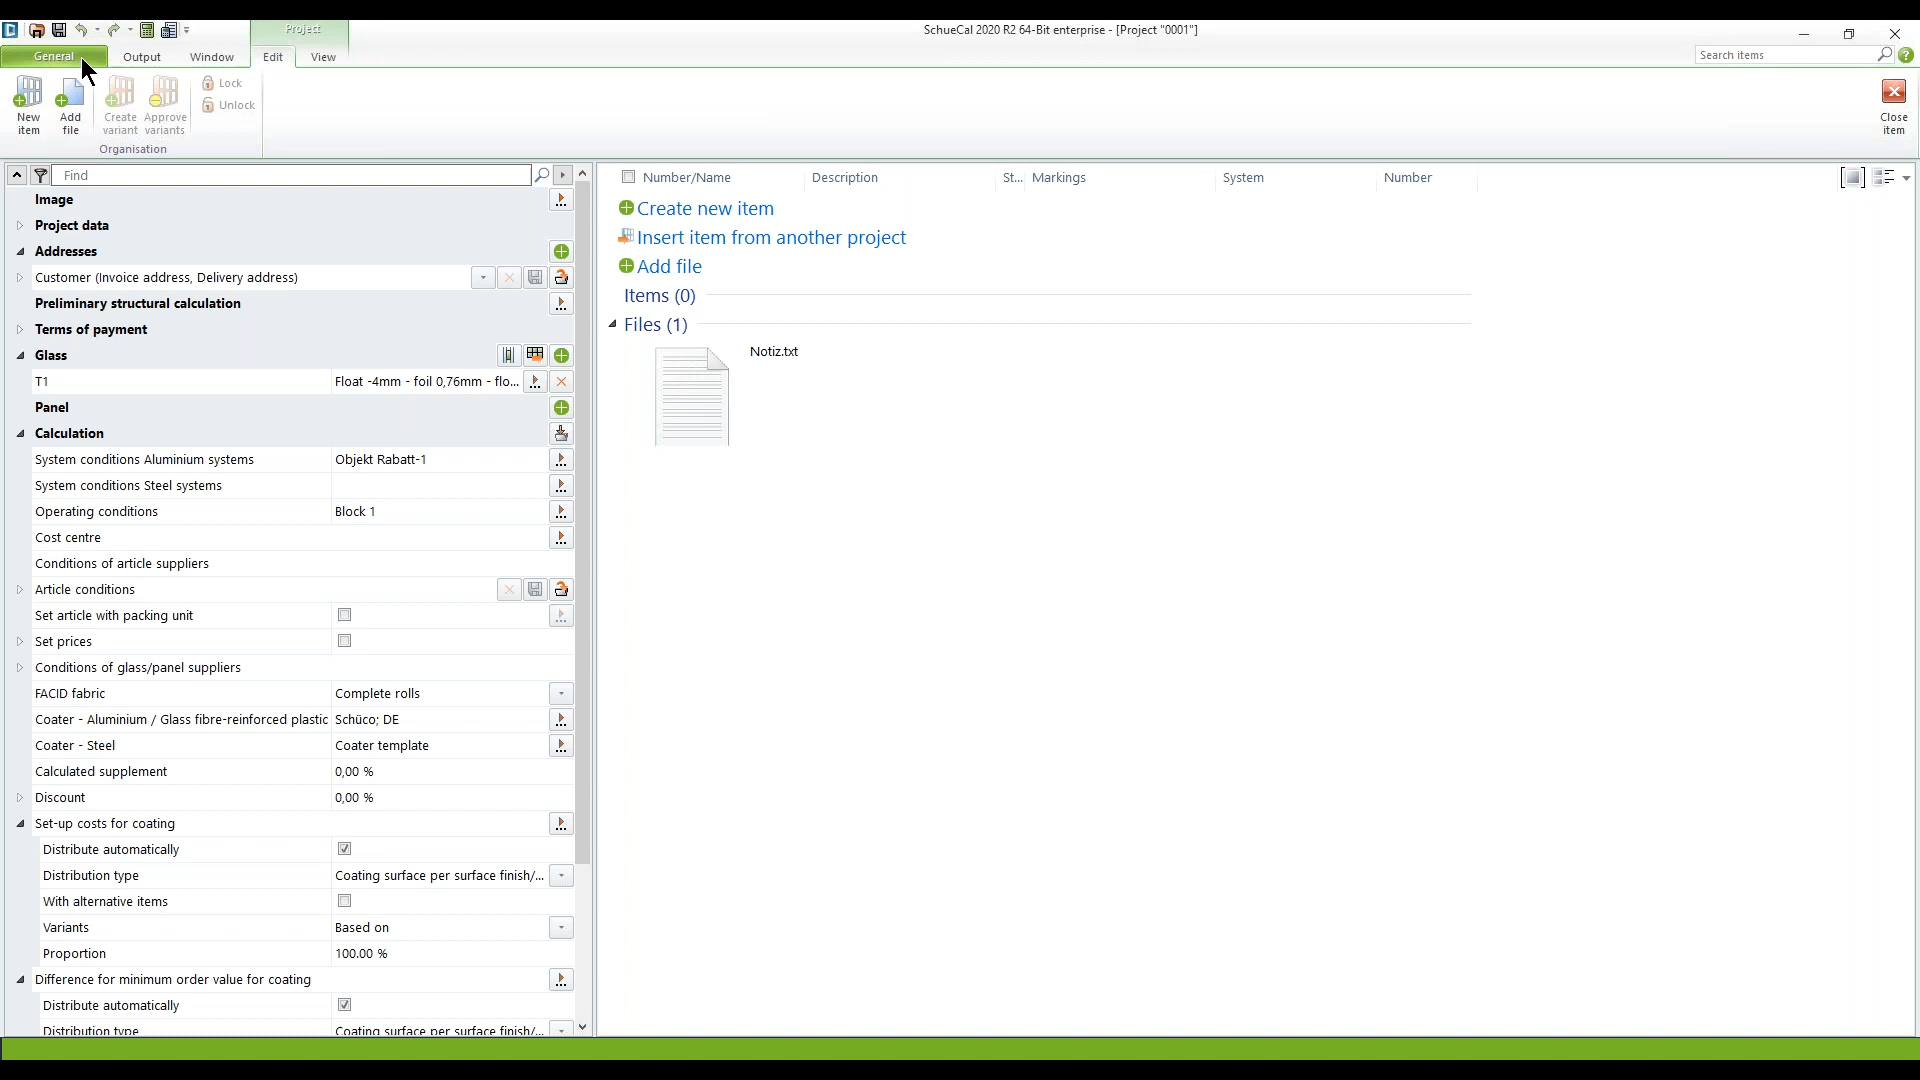 Project
SchueCal 2020 R2 64-Bit enterprise - [Project "0001"]
General
Output
Window
Edit
View
Search items
New item
Add file
Create variant
Approve variants
Lock
Unlock
Organisation
Close item
Find
Image
Project data
Addresses
Customer (Invoice address, Delivery address)
Preliminary structural calculation
Terms of payment
Glass
T1 Float -4mm - foil 0,76mm - flo...
Panel
Calculation
System conditions Aluminium systems Objekt Rabatt-1
System conditions Steel systems
Operating conditions Block 1
Cost centre
Conditions of article suppliers
Article conditions
Set article with packing unit
Set prices
Conditions of glass/panel suppliers
FACID fabric Complete rolls
Coater - Aluminium / Glass fibre-reinforced plastic Schüco; DE
Coater - Steel Coater template
Calculated supplement 0,00 %
Discount 0,00 %
Set-up costs for coating
Distribute automatically
Distribution type Coating surface per surface finish/...
With alternative items
Variants Based on
Proportion 100.00 %
Difference for minimum order value for coating
Distribute automatically
Distribution type Coating surface per surface finish/...
Number/Name Description St... Markings System Number
Create new item
Insert item from another project
Add file
Items (0)
Files (1)
Notiz.txt